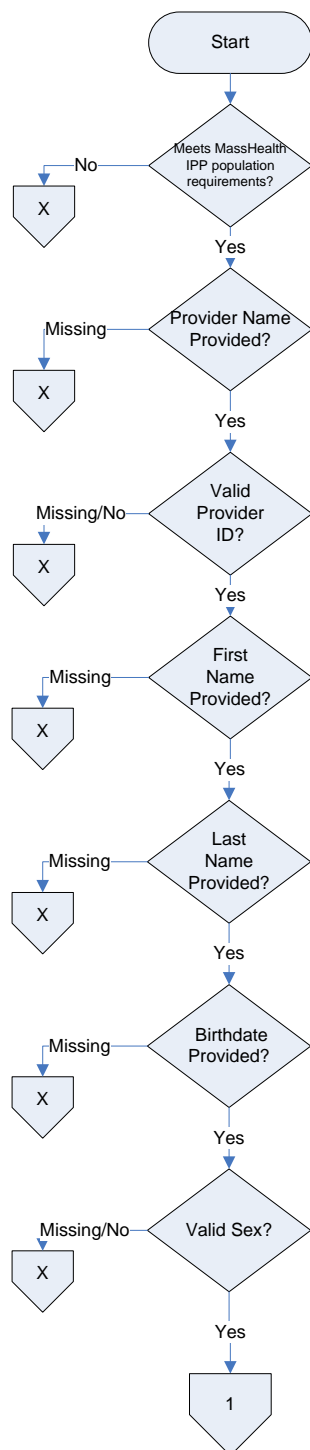 Start
Meets MassHealth
IPP population
requirements?
No
X
Yes
Provider Name
Provided?
Missing
X
Yes
Valid
Provider
ID?
Missing/No
X
Yes
First
Name
Provided?
Missing
X
Yes
Last
Name
Provided?
Missing
X
Yes
Birthdate
Provided?
Missing
X
Yes
Valid Sex?
Missing/No
X
Yes
1